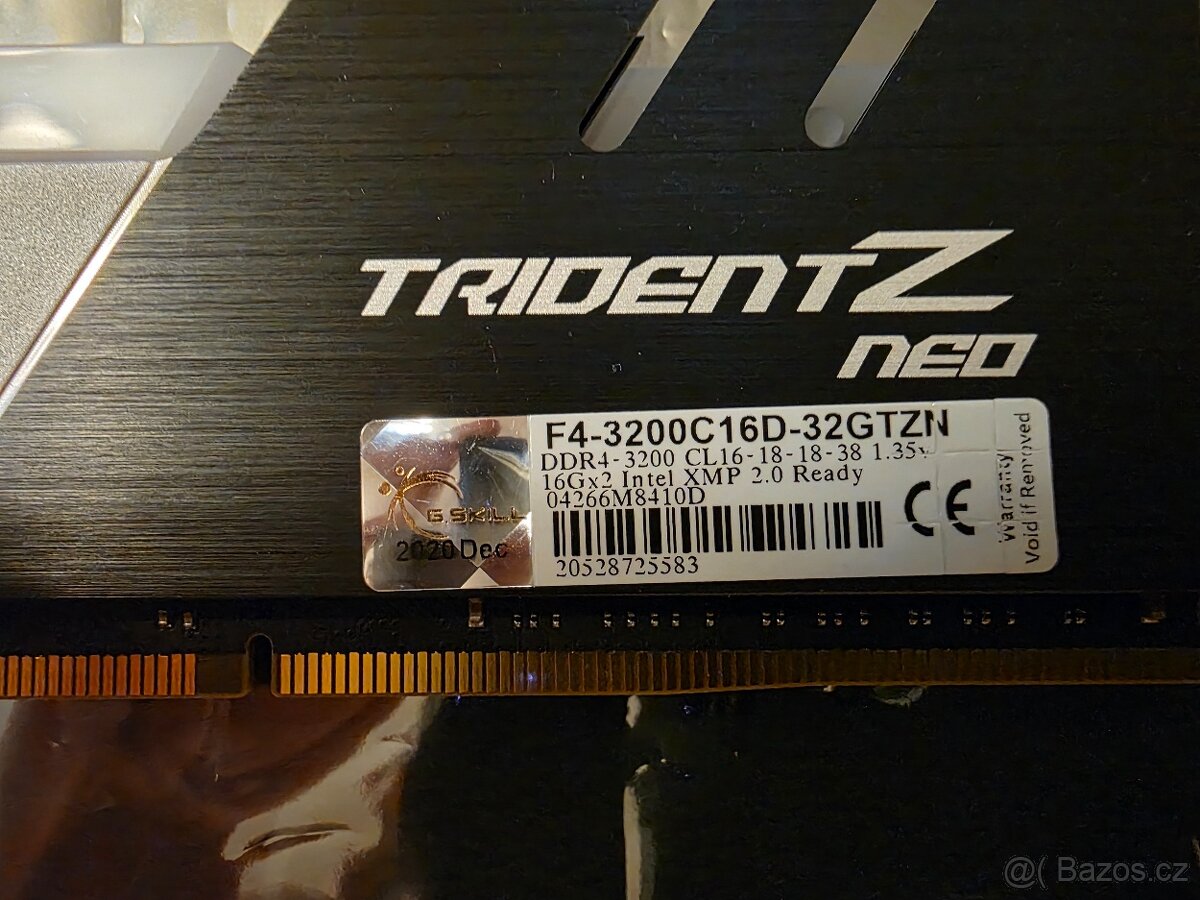 TRIDENTZ
NEO
F4-3200C16D-32GTZN
DDR4-3200 CL16-18-18-38 1.35v
16Gx2 Intel XMP 2.0 Ready
04266M8410D
20528725583
G.SKILL
2020 Dec
CE
Warranty
Void if Removed
@( Bazos.cz